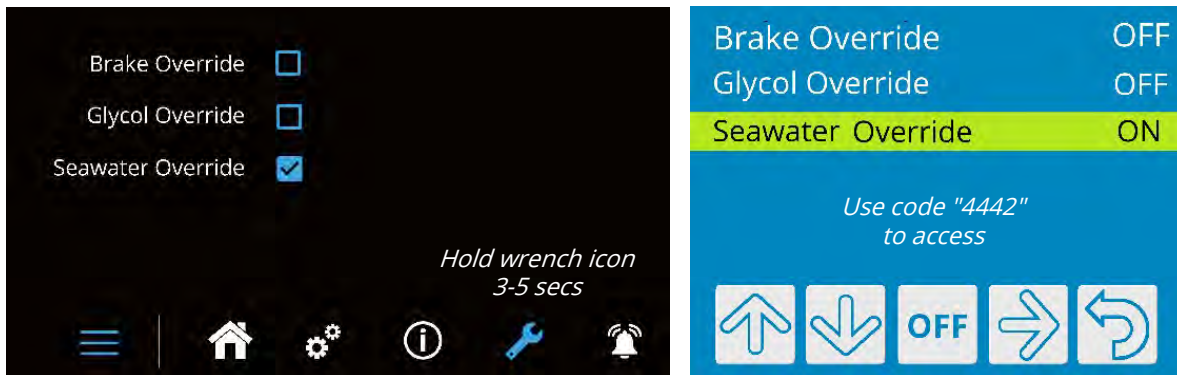 Brake Override
Glycol Override
Seawater Override
Hold wrench icon
3-5 secs
Brake Override OFF
Glycol Override OFF
Seawater Override ON
Use code "4442"
to access
OFF